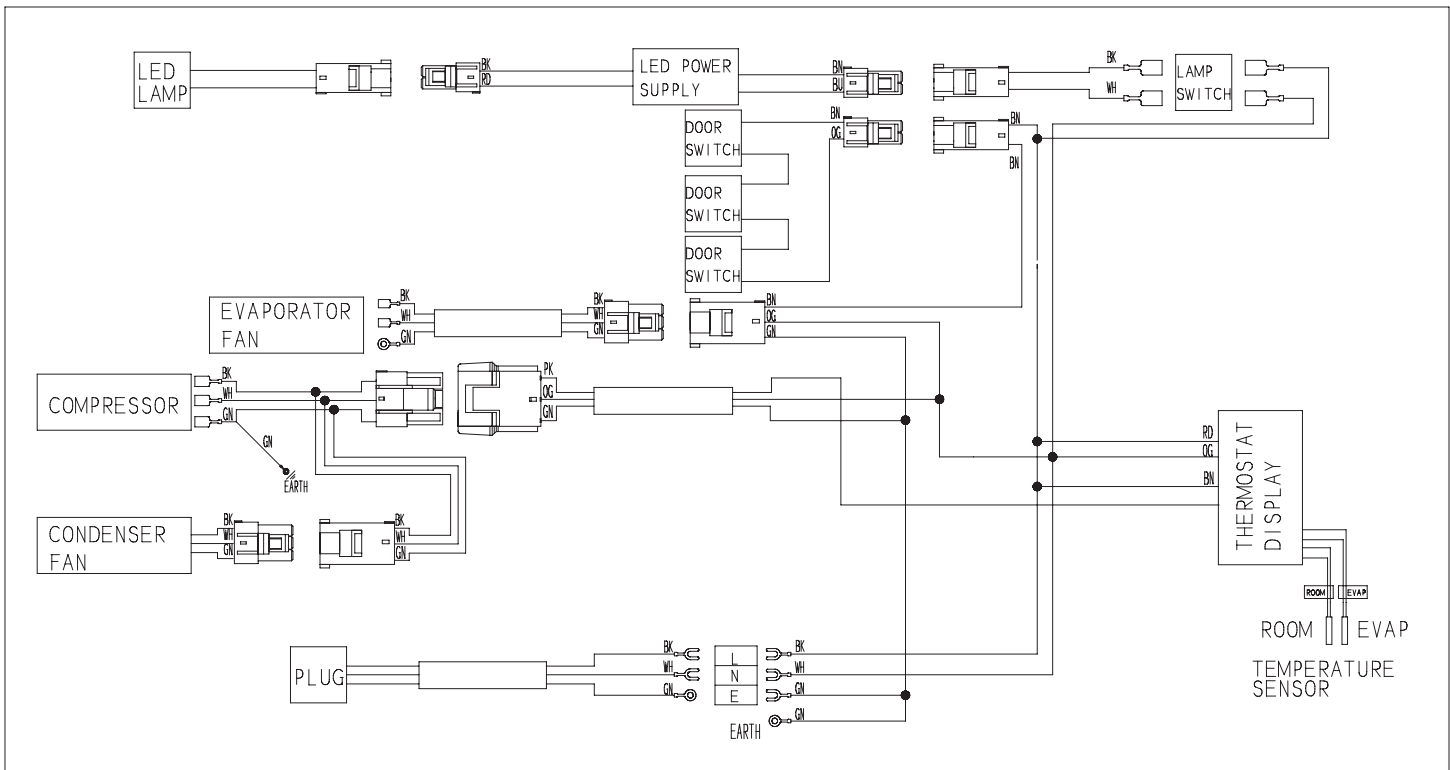 LED
LAMP
BK
RD
LED POWER
SUPPLY
BN
BU
BK
WH
LAMP
SWITCH
DOOR
SWITCH
BN
OG
BN
BN
DOOR
SWITCH
DOOR
SWITCH
EVAPORATOR
FAN
BK
WH
GN
BK
WH
GN
BN
OG
GN
COMPRESSOR
BK
WH
GN
GN
EARTH
PK
OG
GN
RD
OG
BN
THERMOSTAT
DISPLAY
CONDENSER
FAN
BK
WH
GN
BK
WH
GN
ROOM
EVAP
ROOM
EVAP
TEMPERATURE
SENSOR
PLUG
BK
WH
GN
L
N
E
BK
WH
GN
EARTH
GN